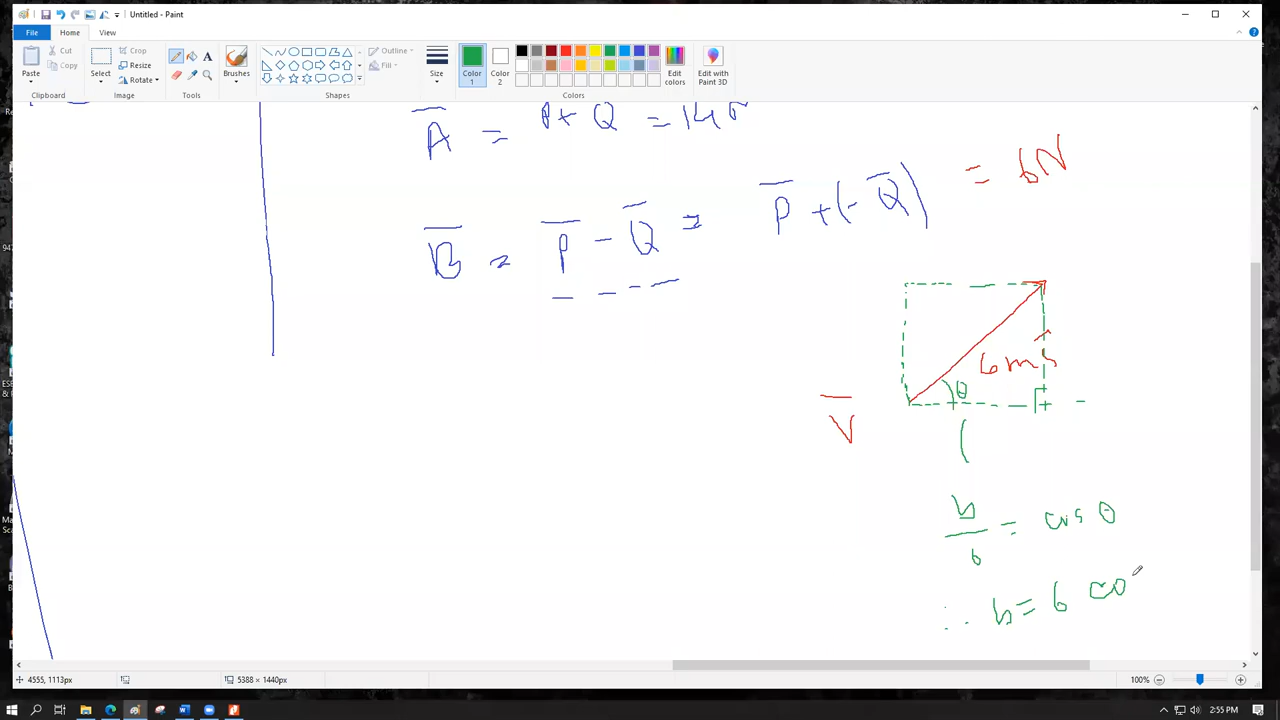 Untitled - Paint
File Home View
Paste
Cut
Copy
Clipboard
Select
Crop
Resize
Rotate
Image
Tools
Brushes
Shapes
Outline
Fill
Size
Color 1
Color 2
Colors
Edit colors
Edit with Paint 3D
A = P+ Q = 14
B = P - Q = P + (- Q) = 6N
6 m
θ
V
h/6 = cos θ
∴ h = 6 co
4555, 1113px
5388 × 1440px
100%
2:55 PM